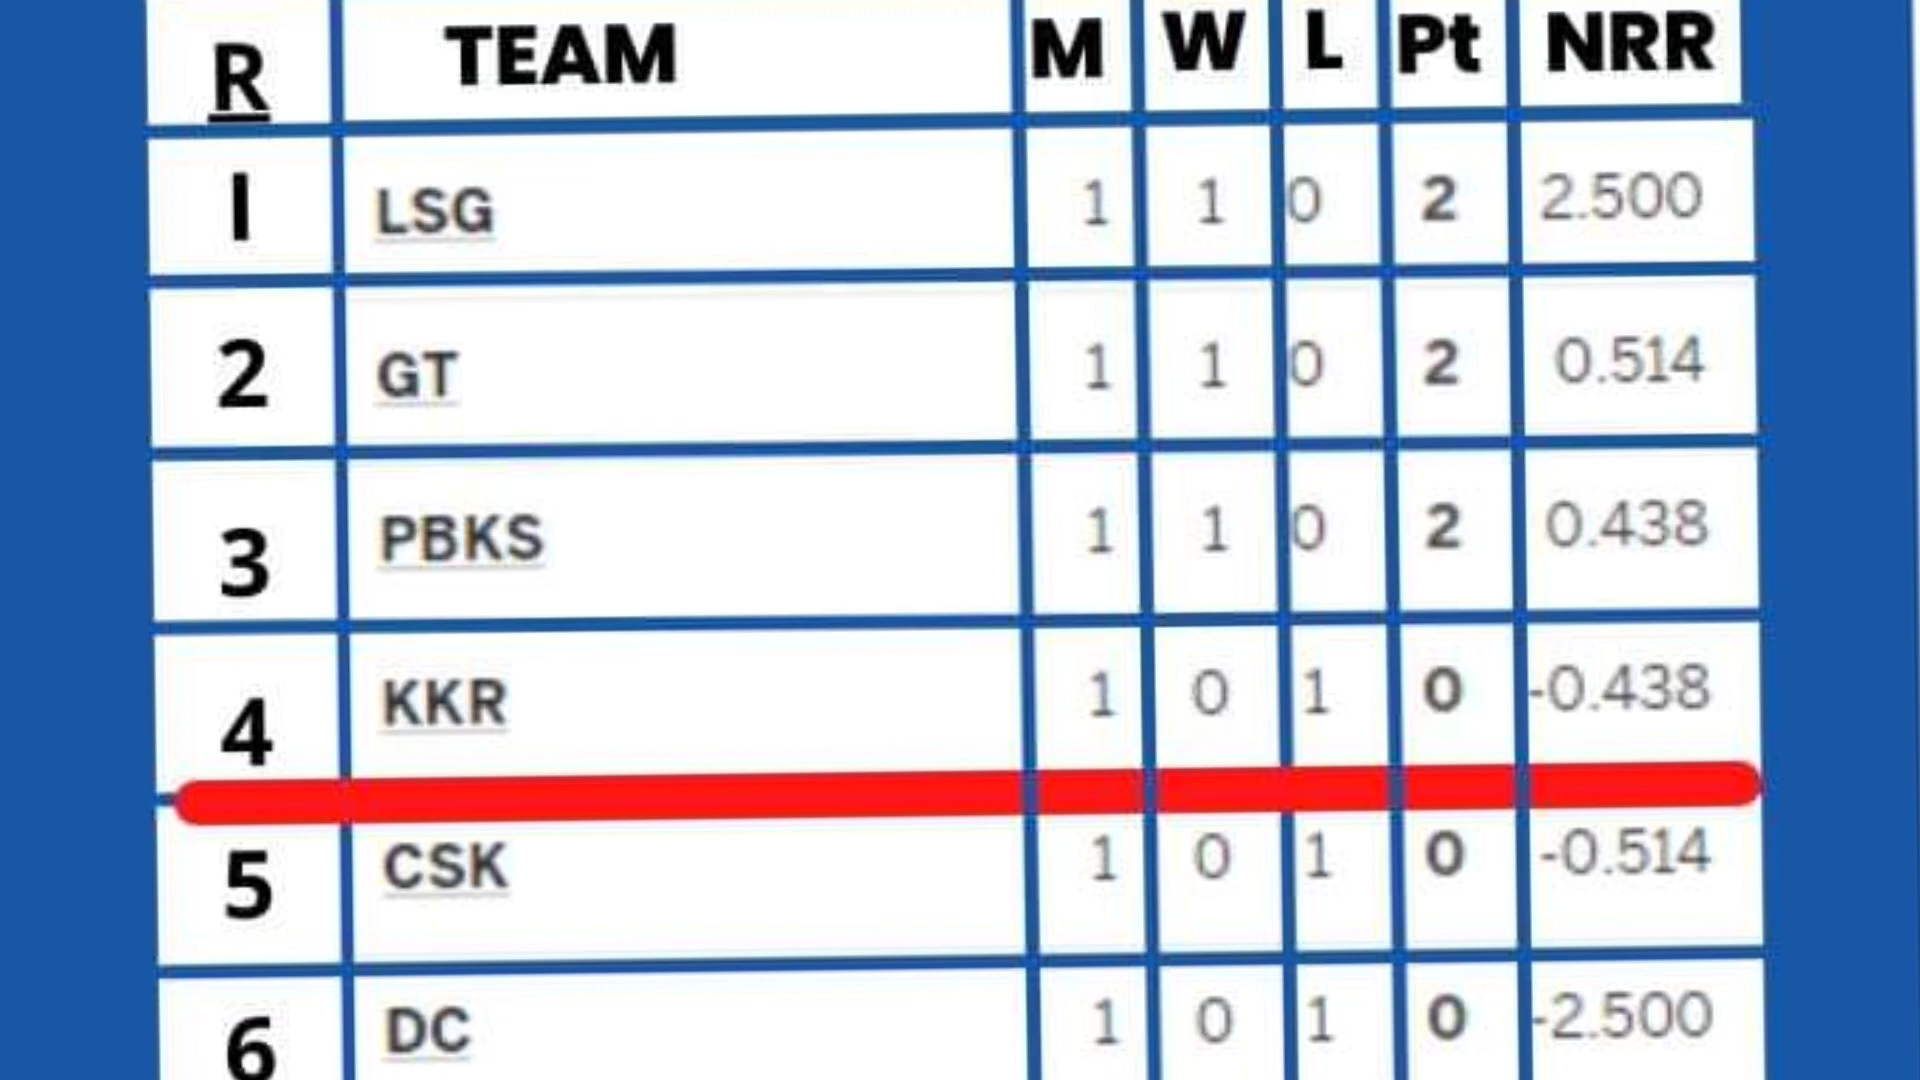 R TEAM M W L Pt NRR
1 LSG 1 1 0 2 2.500
2 GT 1 1 0 2 0.514
3 PBKS 1 1 0 2 0.438
4 KKR 1 0 1 0 -0.438
5 CSK 1 0 1 0 -0.514
6 DC 1 0 1 0 -2.500